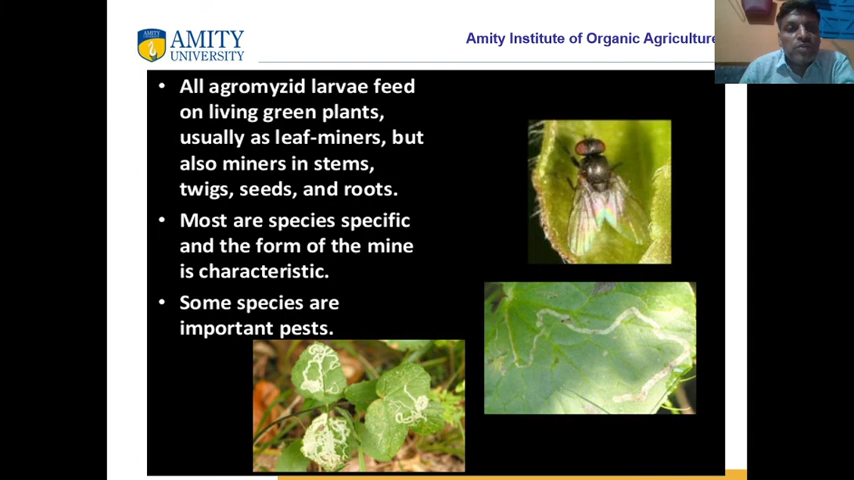 AMITY
AMITY
UNIVERSITY
Amity Institute of Organic Agriculture
• All agromyzid larvae feed
on living green plants,
usually as leaf-miners, but
also miners in stems,
twigs, seeds, and roots.
• Most are species specific
and the form of the mine
is characteristic.
• Some species are
important pests.